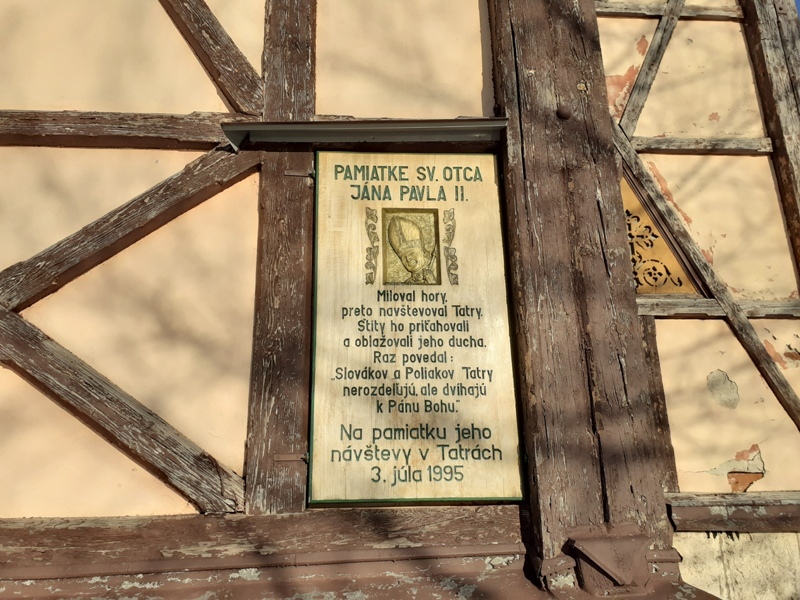 PAMIATKE SV. OTCA
JÁNA PAVLA II.
Miloval hory,
preto navštevoval Tatry.
Štíty ho priťahovali
a oblažovali jeho ducha.
Raz povedal:
„Slovákov a Poliakov Tatry
nerozdeľujú, ale dvíhajú
k Pánu Bohu."
Na pamiatku jeho
návštevy v Tatrách
3. júla 1995